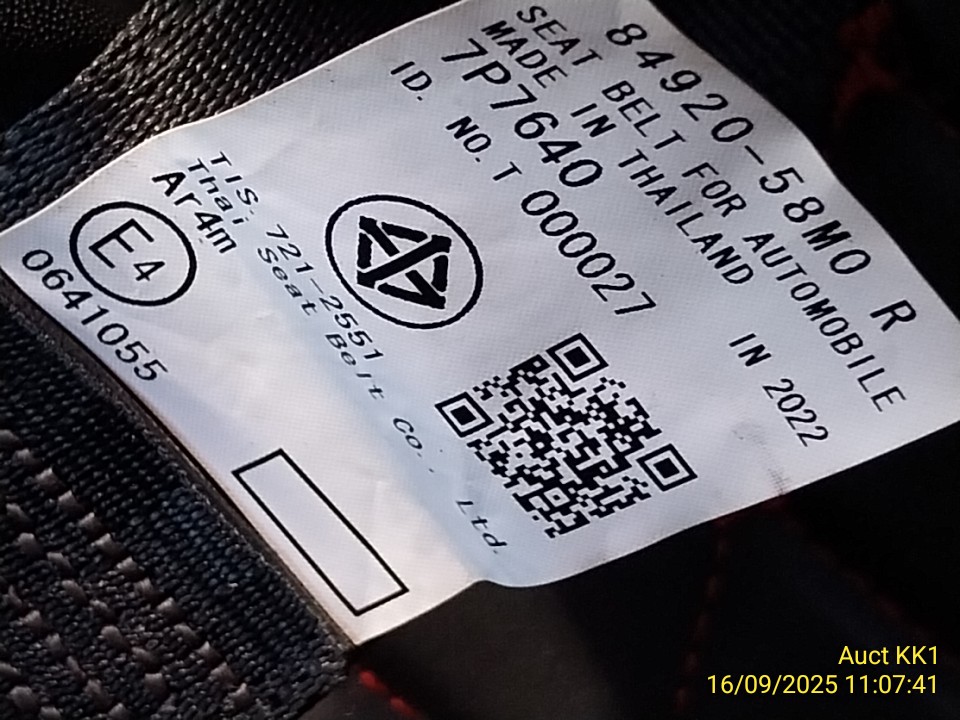 84920-58M0 R
SEAT BELT FOR AUTOMOBILE
MADE IN THAILAND IN 2022
7P7640
ID. NO. T 000027
TIS. 721-2551
Thai Seat Belt Co., Ltd.
Ar4m
E4
0641055
Auct KK1
16/09/2025 11:07:41